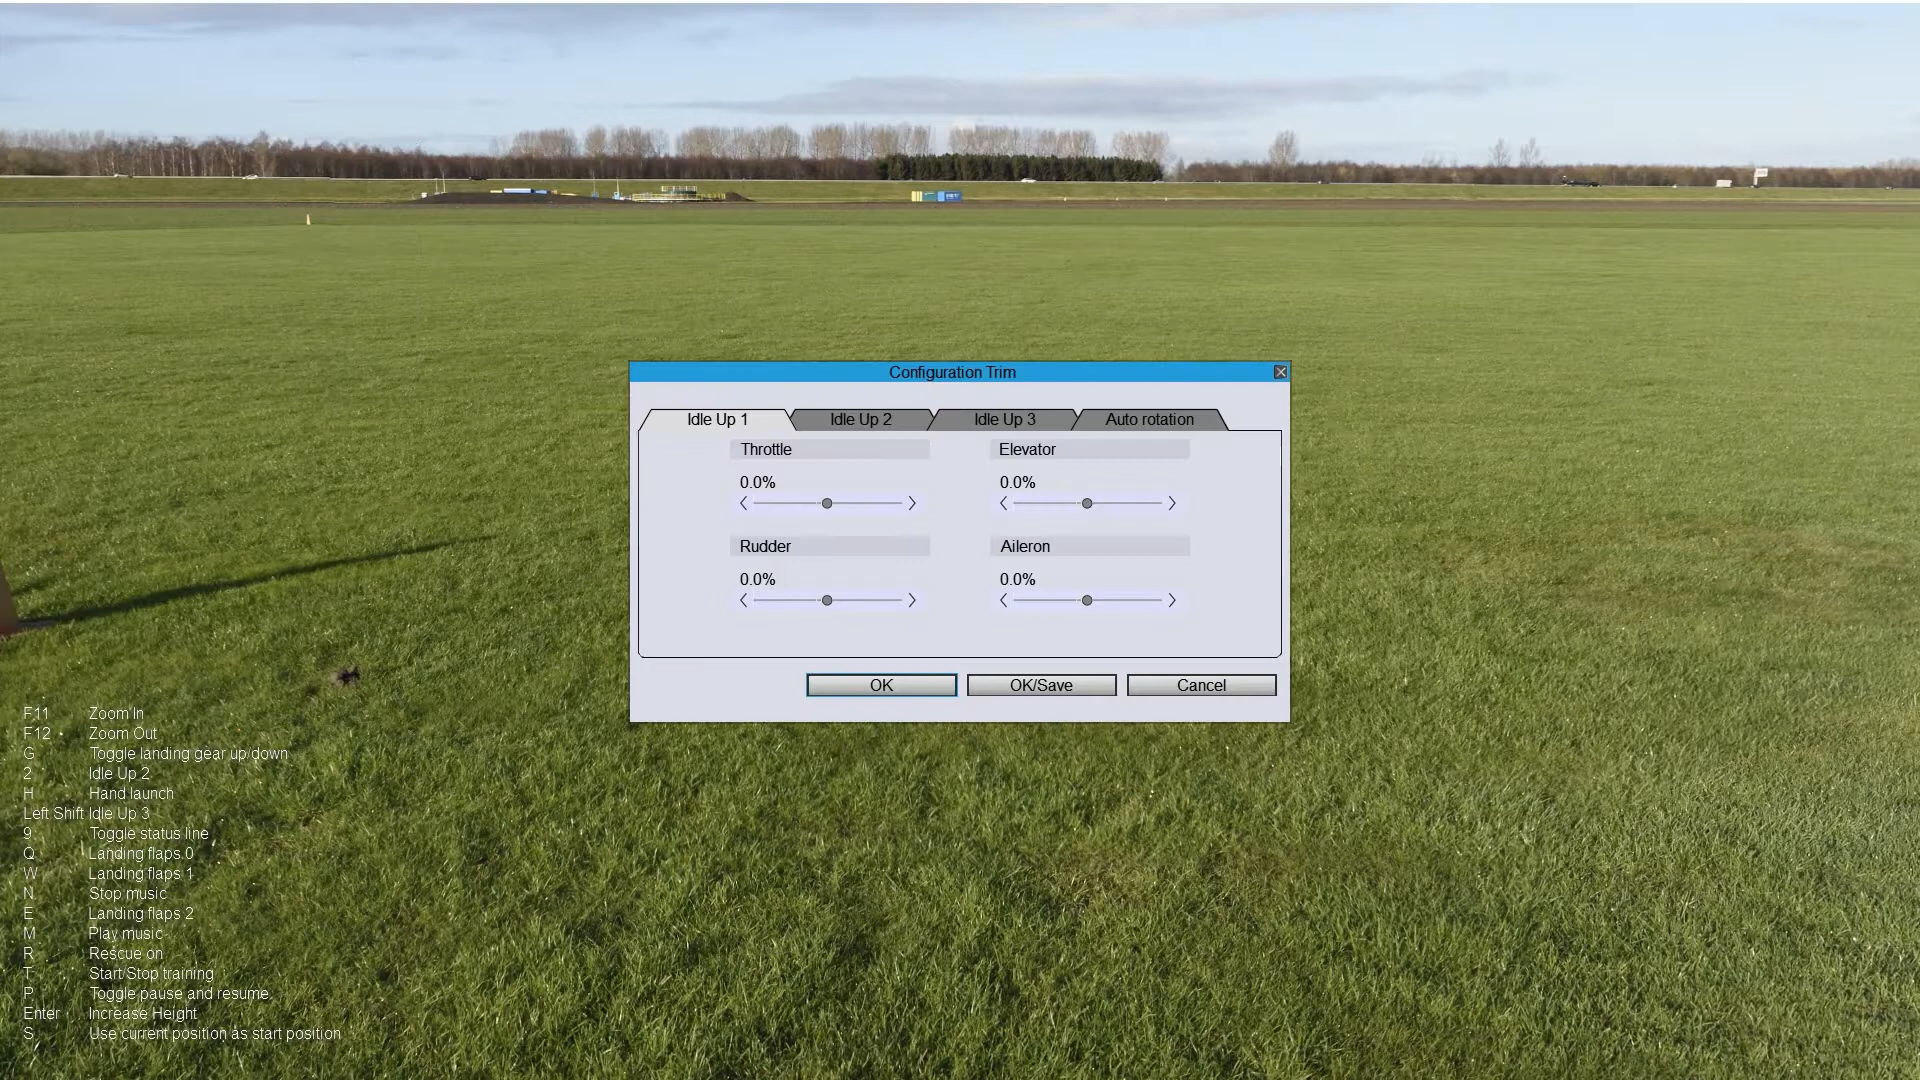 Configuration Trim
Idle Up 1
Idle Up 2
Idle Up 3
Auto rotation
Throttle
Elevator
0.0%
0.0%
Rudder
Aileron
0.0%
0.0%
OK
OK/Save
Cancel
F11 Zoom In
F12 Zoom Out
G Toggle landing gear up/down
2 Idle Up 2
H Hand launch
Left Shift Idle Up 3
9 Toggle status line
Q Landing flaps 0
W Landing flaps 1
N Stop music
E Landing flaps 2
M Play music
R Rescue on
T Start/Stop training
P Toggle pause and resume
Enter Increase Height
S Use current position as start position